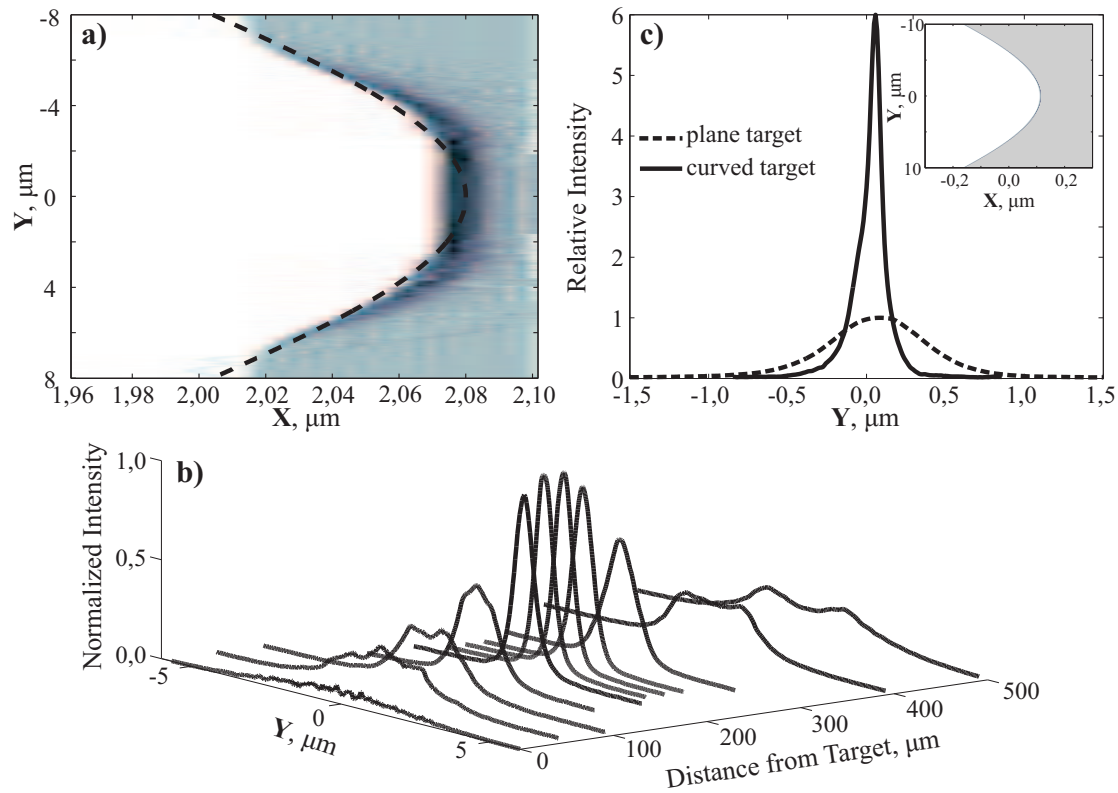 a)
-8
-4
0
4
8
Y, μm
1,96 1,98 2,00 2,02 2,04 2,06 2,08 2,10
X, μm
c)
6
5
4
3
2
1
0
Relative Intensity
plane target
curved target
-1,5 -1,0 -0,5 0,0 0,5 1,0 1,5
Y, μm
-10
-0
10
Y, μm
-0,2 0,0 0,2
X, μm
b)
1,0
0,5
0,0
Normalized Intensity
-5
0
5
Y, μm
0
100
200
300
400
500
Distance from Target, μm